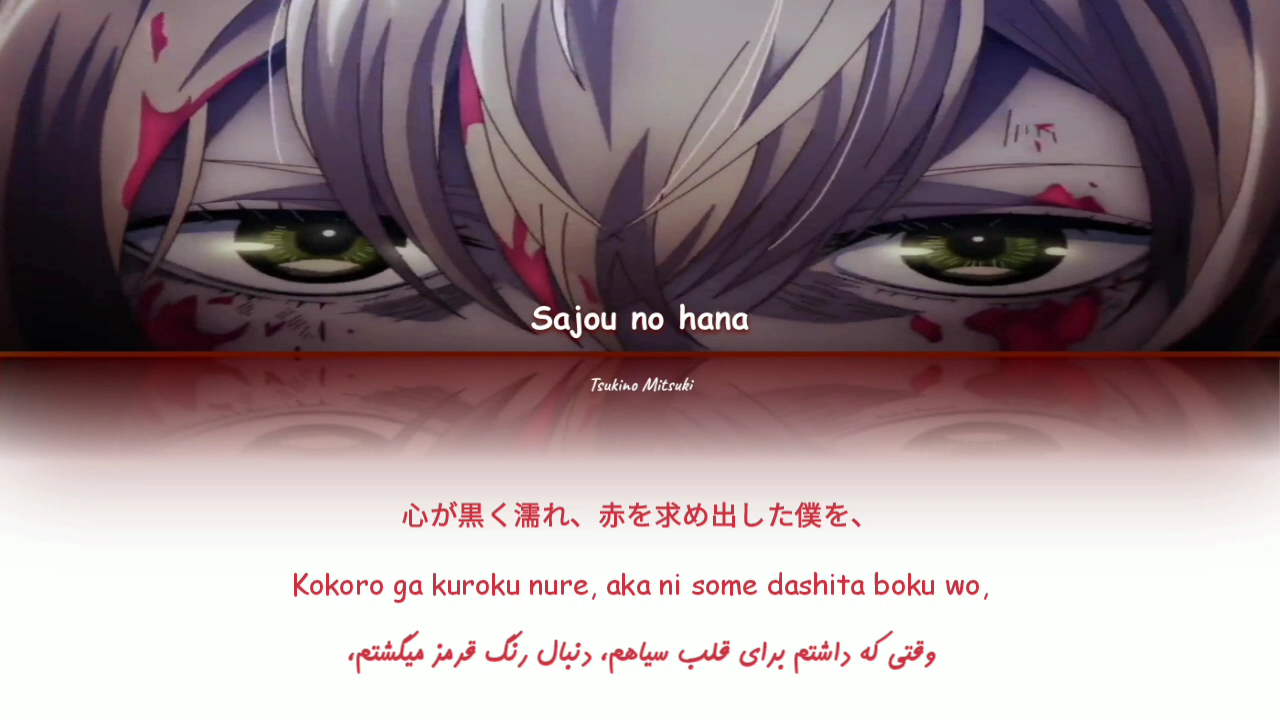 Sajou no hana
Tsukino Mitsuki
心が黒く濡れ、赤を求め出した僕を、
Kokoro ga kuroku nure, aka ni some dashita boku wo,
وقتی که داشتم برای قلب سیاهم، دنبال رنگ قرمز میگشتم،